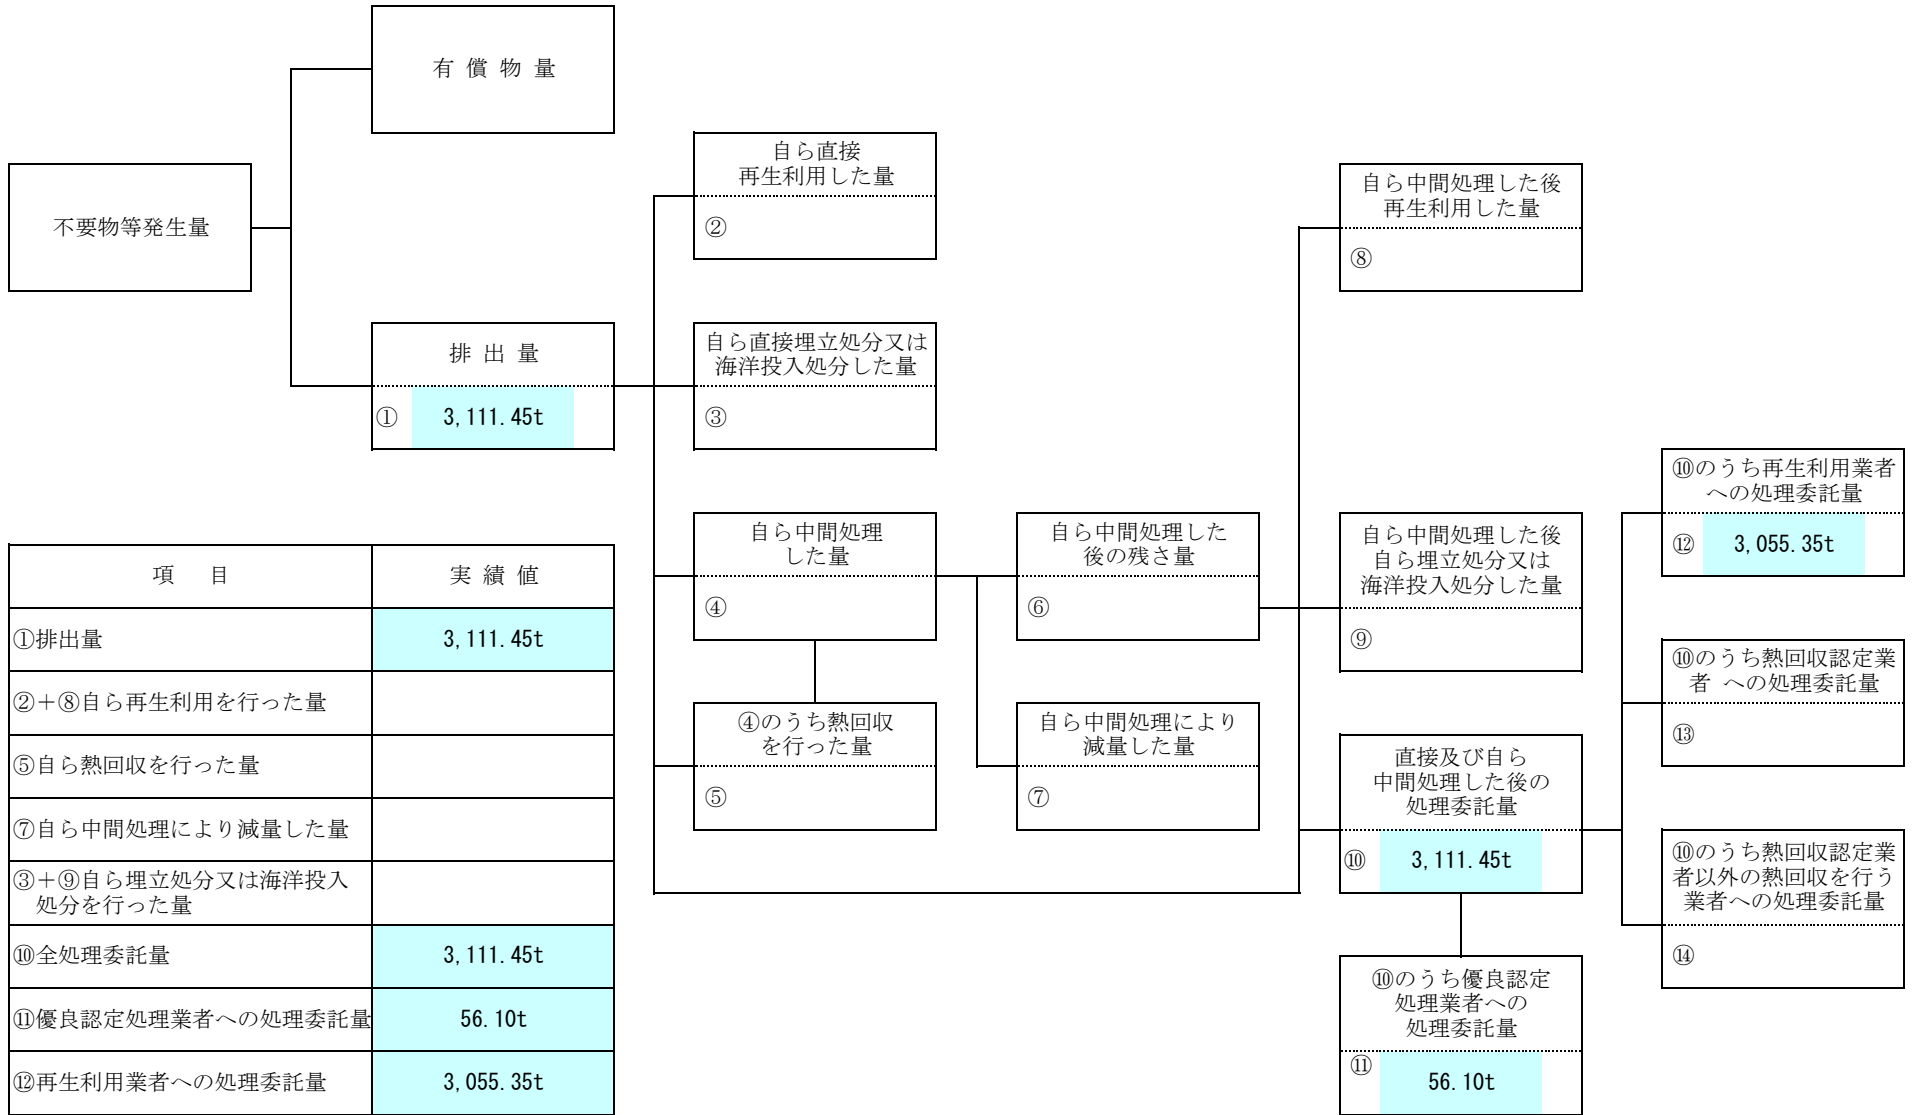 有 償 物 量
不要物等発生量
排 出 量
① 3,111.45t
自ら直接
再生利用した量
②
自ら直接埋立処分又は
海洋投入処分した量
③
自ら中間処理
した量
④
④のうち熱回収
を行った量
⑤
自ら中間処理した
後の残さ量
⑥
自ら中間処理により
減量した量
⑦
自ら中間処理した後
再生利用した量
⑧
自ら中間処理した後
自ら埋立処分又は
海洋投入処分した量
⑨
直接及び自ら
中間処理した後の
処理委託量
⑩ 3,111.45t
⑩のうち優良認定
処理業者への
処理委託量
⑪ 56.10t
⑩のうち再生利用業者
への処理委託量
⑫ 3,055.35t
⑩のうち熱回収認定業
者 への処理委託量
⑬
⑩のうち熱回収認定業
者以外の熱回収を行う
業者への処理委託量
⑭
項 目 実 績 値
①排出量 3,111.45t
②+⑧自ら再生利用を行った量
⑤自ら熱回収を行った量
⑦自ら中間処理により減量した量
③+⑨自ら埋立処分又は海洋投入
処分を行った量
⑩全処理委託量 3,111.45t
⑪優良認定処理業者への処理委託量 56.10t
⑫再生利用業者への処理委託量 3,055.35t